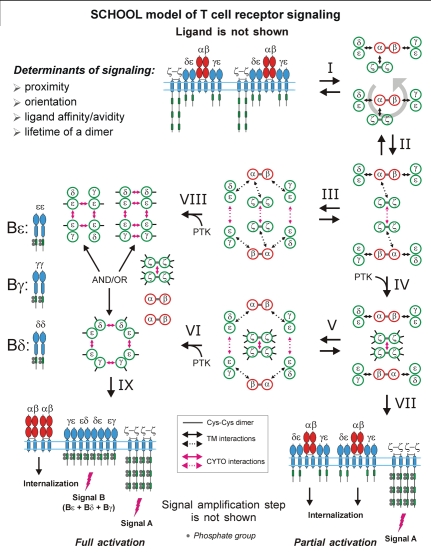 SCHOOL model of T cell receptor signaling
Ligand is not shown
Determinants of signaling:
➢ proximity
➢ orientation
➢ ligand affinity/avidity
➢ lifetime of a dimer
αβ αβ
ζ–ζ δε γε ζ–ζ δε γε
I
δ ε α β γ ε
ζ ζ
δ ε α β γ ε
ζ ζ
II
δ ε α β γ ε
ζ ζ
ζ ζ
γ ε β α ε δ
III
δ ε α β γ ε
ζ ζ
ζ ζ
γ ε β α ε δ
VIII
PTK
δ γ
ε ε
ε ε
δ γ
δ δ
ε ε
ε ε
γ γ
PTK
IV
AND/OR
ζ ζ
ζ ζ
α β
α β
Bε:
εε
Bγ:
γγ
Bδ:
δδ
γ δ δ ε
ε γ
ε γ γ ε
VI
PTK
δ ε α β γ ε
ζ ζ
ζ ζ
γ ε β α ε δ
V
δ ε α β γ ε
ζ ζ
ζ ζ
γ ε β α ε δ
IX
VII
αβ αβ
γε εδ δε εγ
ζ–ζ ζ–ζ
Internalization
Signal B
(Bε + Bδ + Bγ)
Signal A
Full activation
Cys-Cys dimer
TM interactions
CYTO interactions
Signal amplification step
is not shown
Phosphate group
αβ αβ
δε γε δε γε
ζ–ζ ζ–ζ
Internalization
Signal A
Partial activation